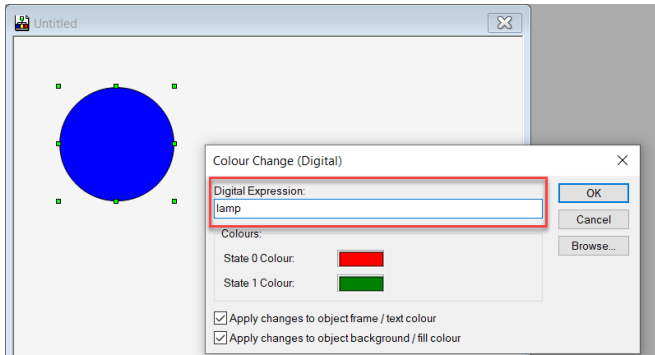 Untitled
Colour Change (Digital)
Digital Expression:
lamp
OK
Cancel
Browse...
Colours:
State 0 Colour:
State 1 Colour:
Apply changes to object frame / text colour
Apply changes to object background / fill colour